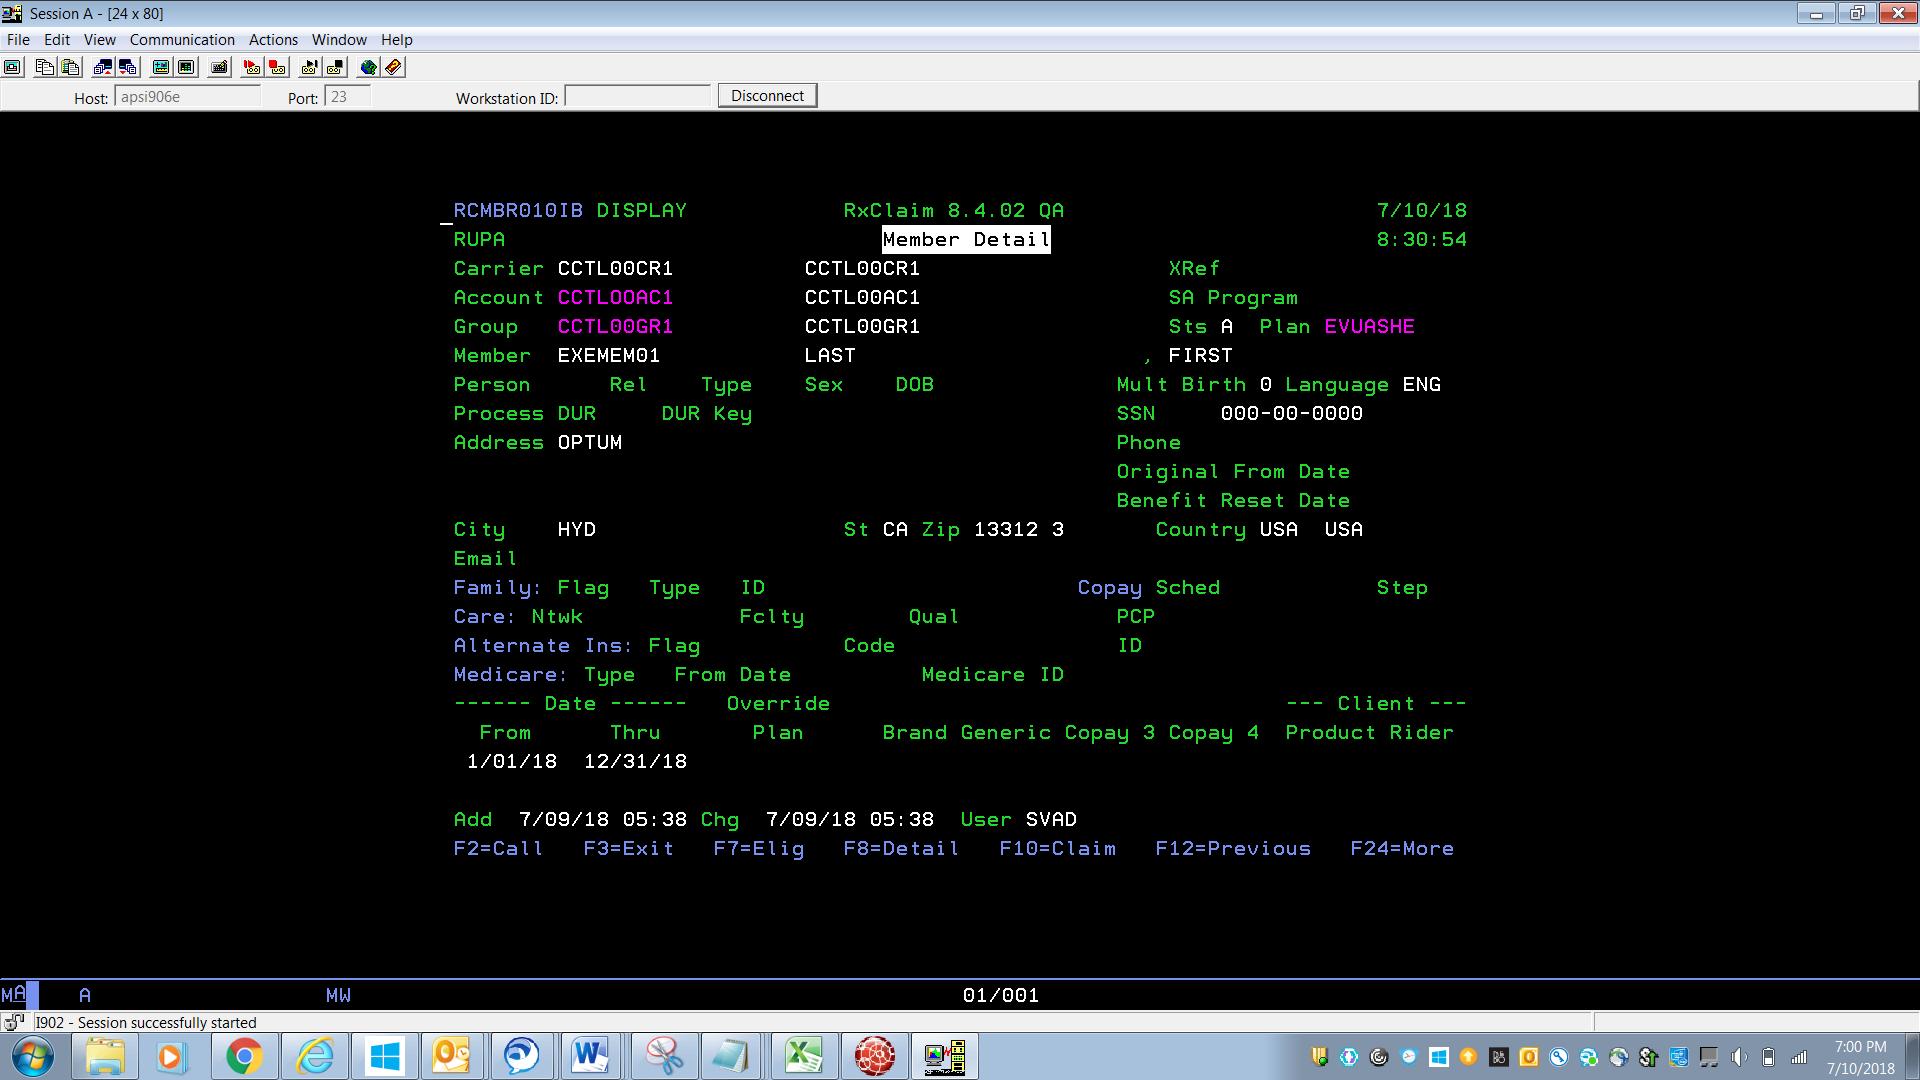 Session A - [24 x 80]
File Edit View Communication Actions Window Help
Host: apsi906e Port: 23 Workstation ID: Disconnect
RCMBR010IB DISPLAY RxClaim 8.4.02 QA 7/10/18
RUPA Member Detail 8:30:54
Carrier CCTL00CR1 CCTL00CR1 XRef
Account CCTL00AC1 CCTL00AC1 SA Program
Group CCTL00GR1 CCTL00GR1 Sts A Plan EVUASHE
Member EXEMEM01 LAST , FIRST
Person Rel Type Sex DOB Mult Birth 0 Language ENG
Process DUR DUR Key SSN 000-00-0000
Address OPTUM Phone
Original From Date
Benefit Reset Date
City HYD St CA Zip 13312 3 Country USA USA
Email
Family: Flag Type ID Copay Sched Step
Care: Ntwk Fclty Qual PCP
Alternate Ins: Flag Code ID
Medicare: Type From Date Medicare ID
------ Date ------ Override --- Client ---
From Thru Plan Brand Generic Copay 3 Copay 4 Product Rider
1/01/18 12/31/18
Add 7/09/18 05:38 Chg 7/09/18 05:38 User SVAD
F2=Call F3=Exit F7=Elig F8=Detail F10=Claim F12=Previous F24=More
MA A MW 01/001
I902 - Session successfully started
7:00 PM
7/10/2018